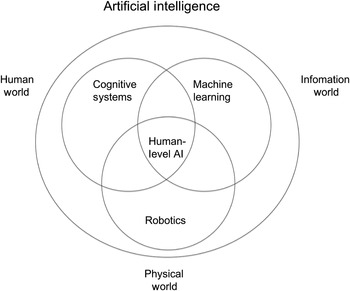 Artificial intelligence
Human
world
Cognitive
systems
Machine
learning
Infomation
world
Human-
level AI
Robotics
Physical
world